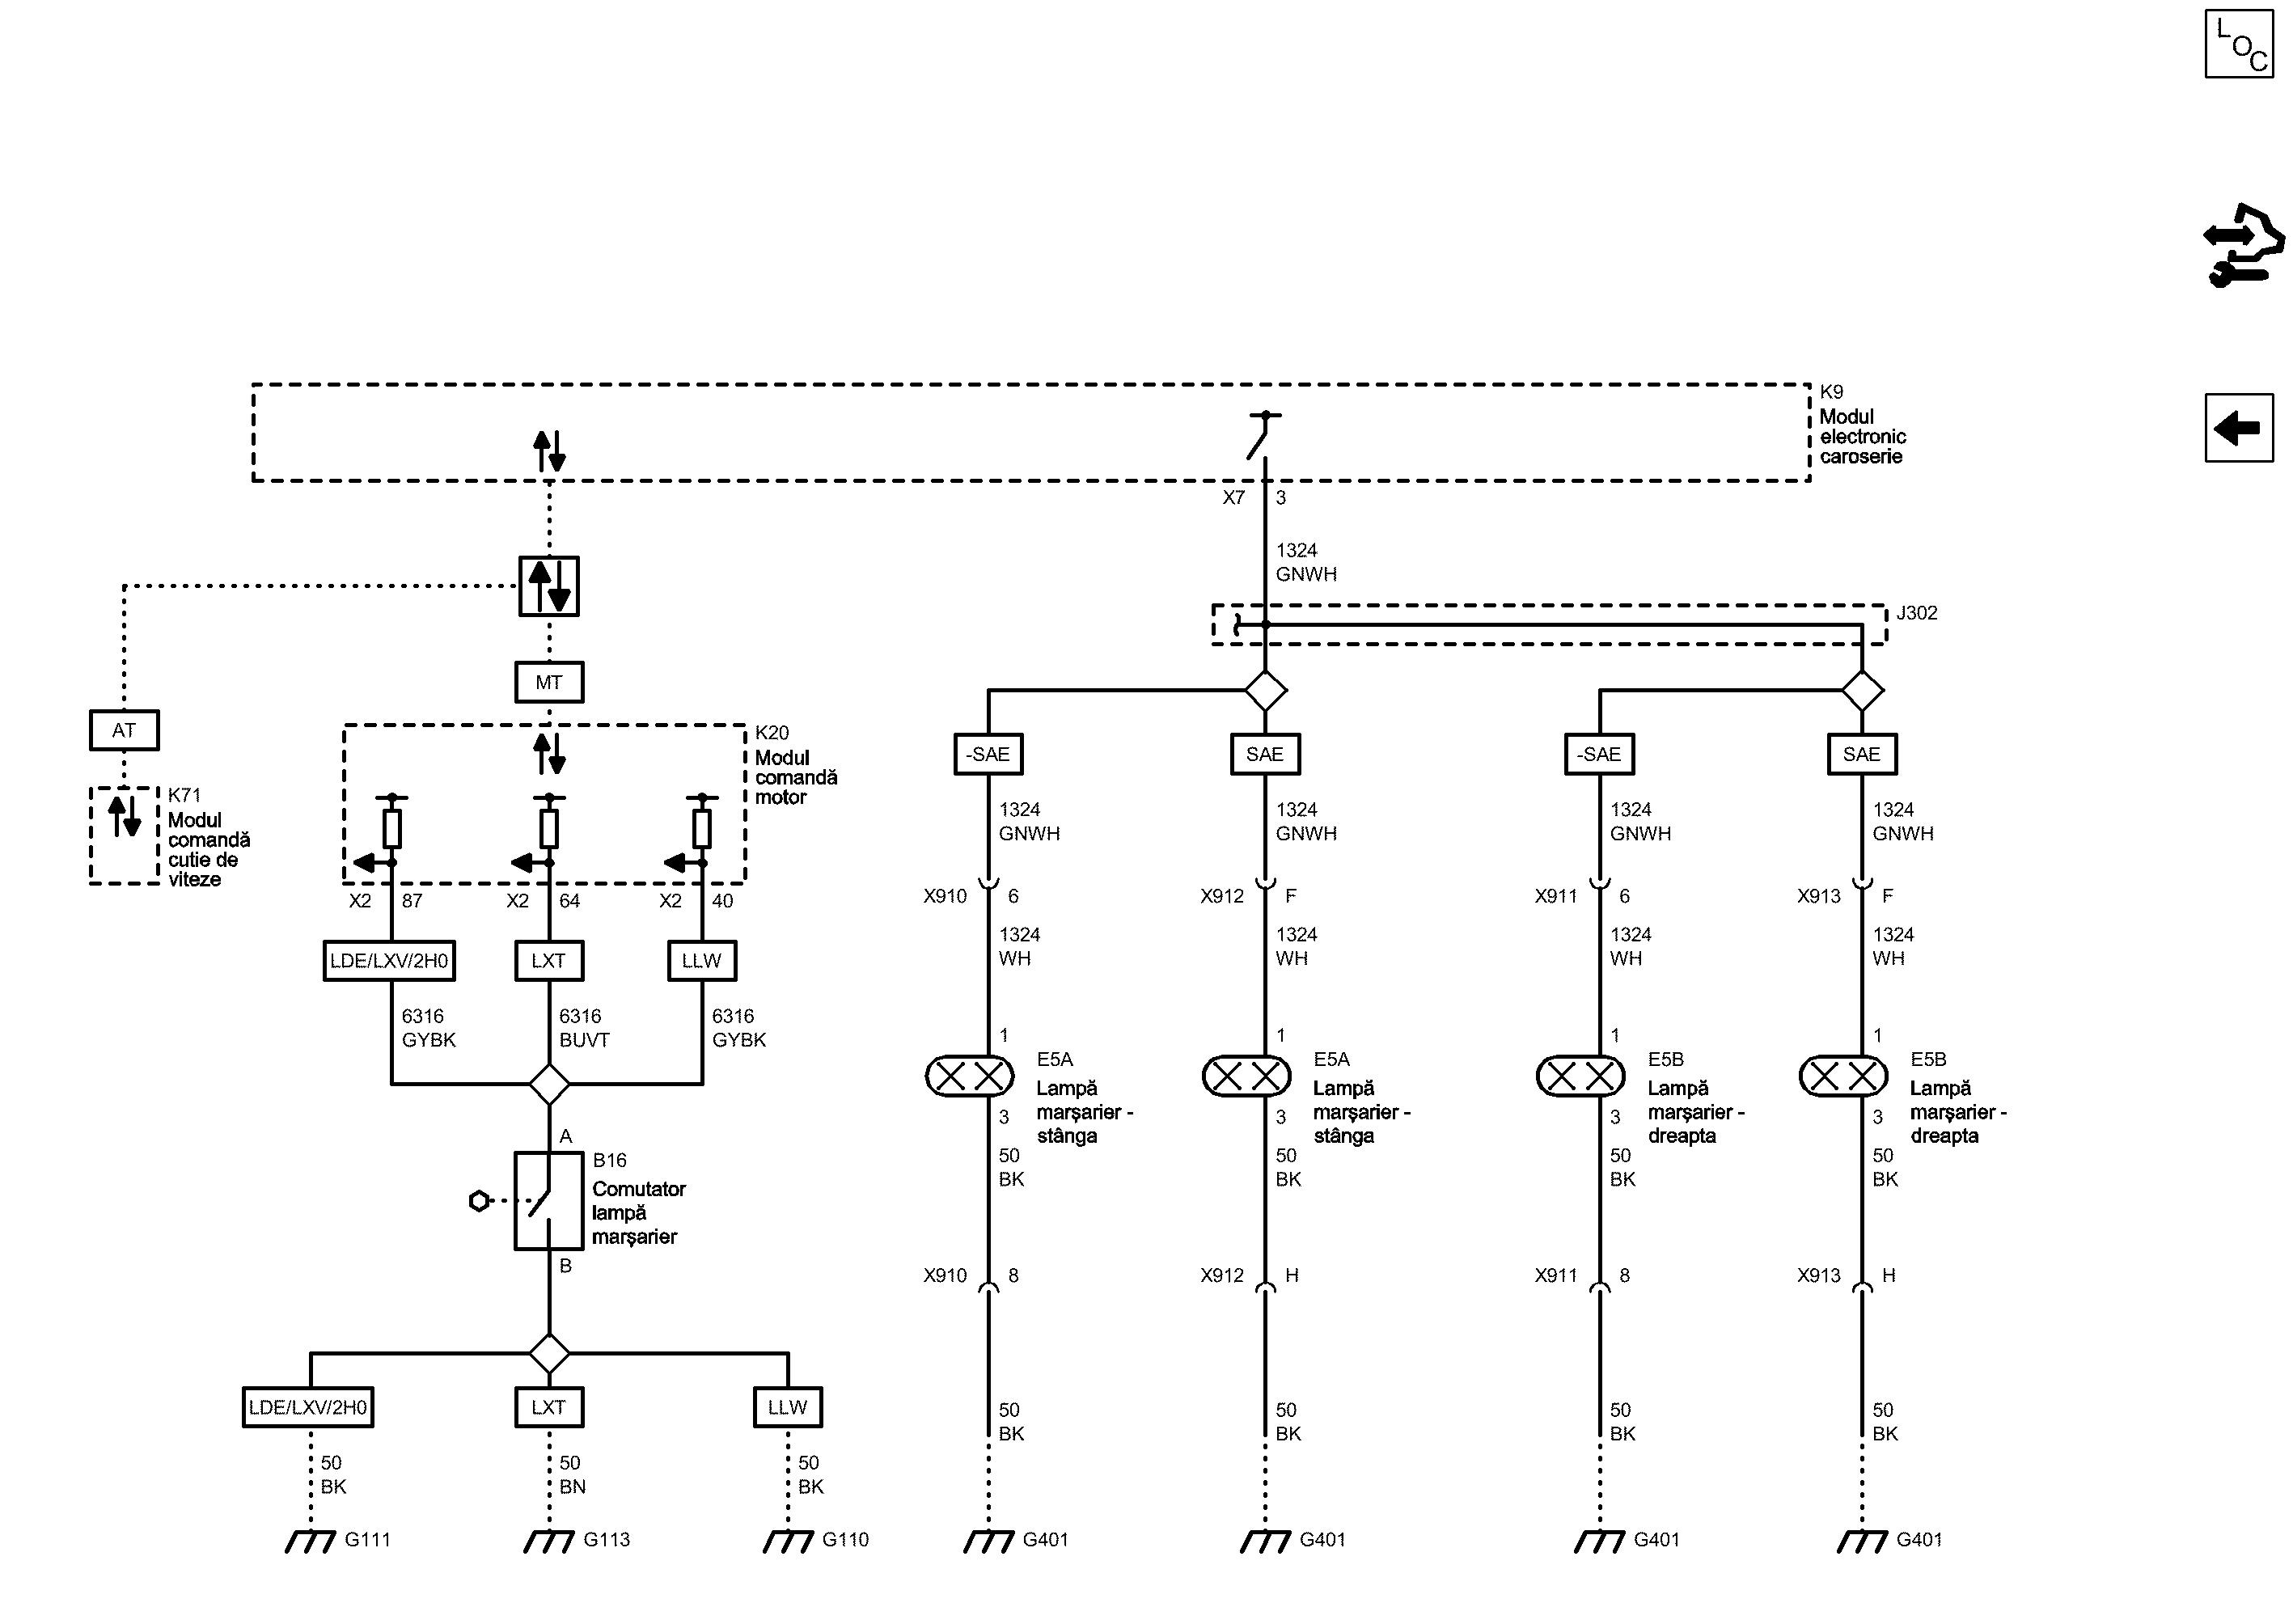 LOC
K9
Modul
electronic
caroserie
X7 3
1324
GNWH
J302
MT
AT
K71
Modul
comandă
cutie de
viteze
K20
Modul
comandă
motor
X2 87
X2 64
X2 40
LDE/LXV/2H0
LXT
LLW
6316
GYBK
6316
BUVT
6316
GYBK
A
B16
Comutator
lampă
marșarier
B
LDE/LXV/2H0
LXT
LLW
50
BK
50
BN
50
BK
G111
G113
G110
-SAE
SAE
-SAE
SAE
1324
GNWH
1324
GNWH
1324
GNWH
1324
GNWH
X910 6
X912 F
X911 6
X913 F
1324
WH
1324
WH
1324
WH
1324
WH
1
1
1
1
E5A
Lampă
marșarier -
stânga
E5A
Lampă
marșarier -
stânga
E5B
Lampă
marșarier -
dreapta
E5B
Lampă
marșarier -
dreapta
3
3
3
3
50
BK
50
BK
50
BK
50
BK
X910 8
X912 H
X911 8
X913 H
50
BK
50
BK
50
BK
50
BK
G401
G401
G401
G401